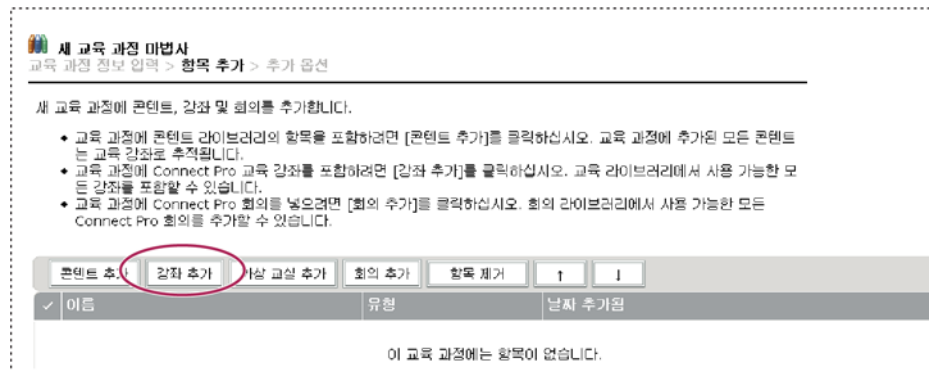 새 교육 과정 마법사
교육 과정 정보 입력 > 항목 추가 > 추가 옵션
새 교육 과정에 콘텐트, 강좌 및 회의를 추가합니다.
◆ 교육 과정에 콘텐트 라이브러리의 항목을 포함하려면 [콘텐트 추가]를 클릭하십시오. 교육 과정에 추가된 모든 콘텐트
는 교육 강좌로 추적됩니다.
◆ 교육 과정에 Connect Pro 교육 강좌를 포함하려면 [강좌 추가]를 클릭하십시오. 교육 라이브러리에서 사용 가능한 모
든 강좌를 포함할 수 있습니다.
◆ 교육 과정에 Connect Pro 회의를 넣으려면 [회의 추가]를 클릭하십시오. 회의 라이브러리에서 사용 가능한 모든
Connect Pro 회의를 추가할 수 있습니다.
콘텐트 추가 강좌 추가 가상 교실 추가 회의 추가 항목 제거 ↑ ↓
✓ 이름 유형 날짜 추가됨
이 교육 과정에는 항목이 없습니다.